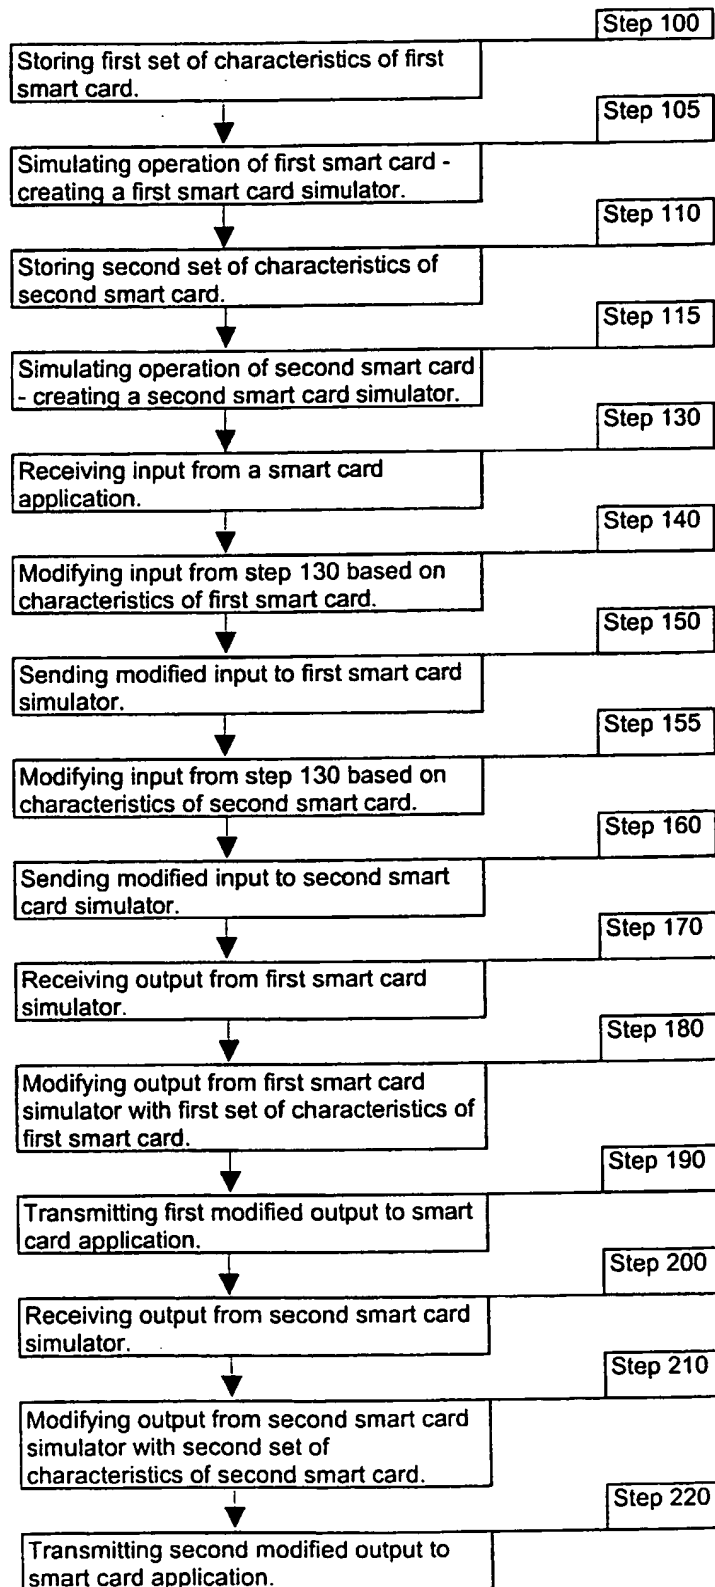 Step 100
Storing first set of characteristics of first
smart card.
Step 105
Simulating operation of first smart card -
creating a first smart card simulator.
Step 110
Storing second set of characteristics of
second smart card.
Step 115
Simulating operation of second smart card
- creating a second smart card simulator.
Step 130
Receiving input from a smart card
application.
Step 140
Modifying input from step 130 based on
characteristics of first smart card.
Step 150
Sending modified input to first smart card
simulator.
Step 155
Modifying input from step 130 based on
characteristics of second smart card.
Step 160
Sending modified input to second smart
card simulator.
Step 170
Receiving output from first smart card
simulator.
Step 180
Modifying output from first smart card
simulator with first set of characteristics of
first smart card.
Step 190
Transmitting first modified output to smart
card application.
Step 200
Receiving output from second smart card
simulator.
Step 210
Modifying output from second smart card
simulator with second set of
characteristics of second smart card.
Step 220
Transmitting second modified output to
smart card application.